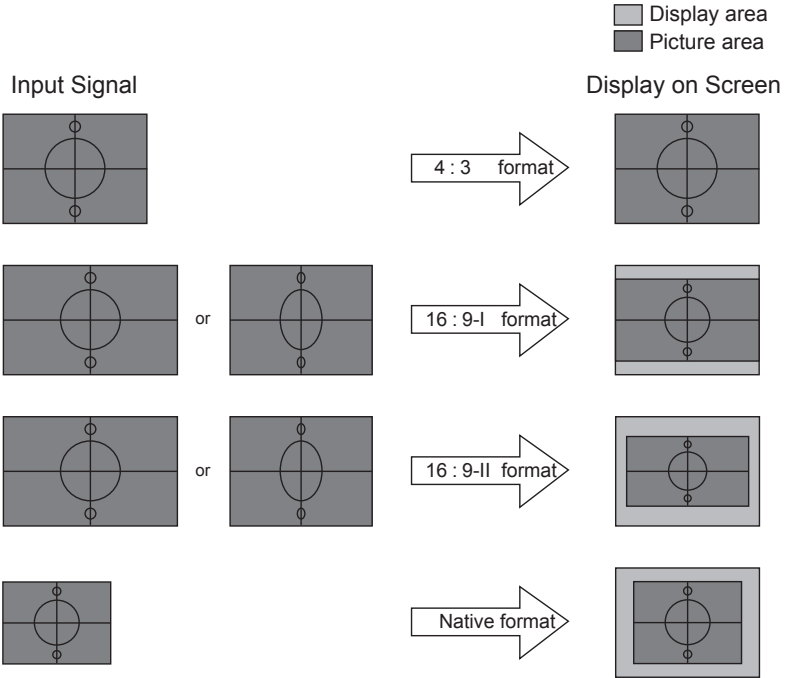 Display area
Picture area
Input Signal
Display on Screen
4 : 3 format
or
16 : 9-I format
or
16 : 9-II format
Native format